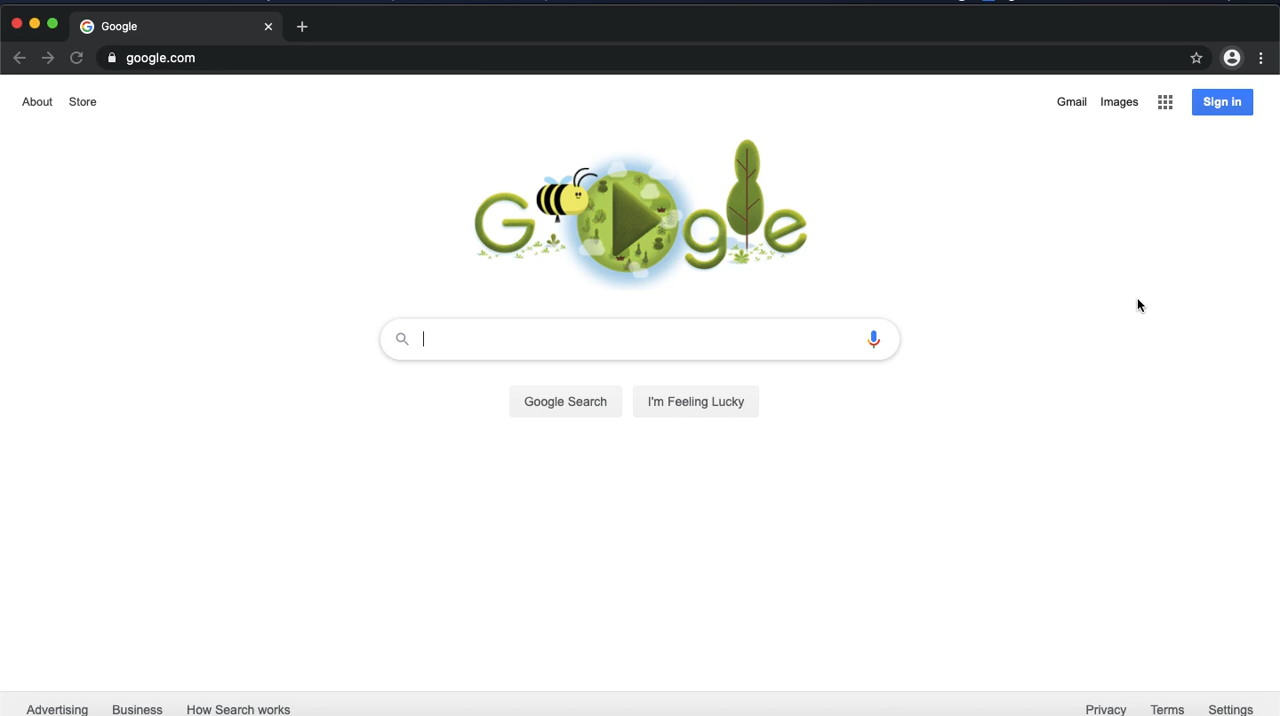 Google
google.com
About Store Gmail Images Sign in
Google
Google Search I'm Feeling Lucky
Advertising Business How Search works Privacy Terms Settings